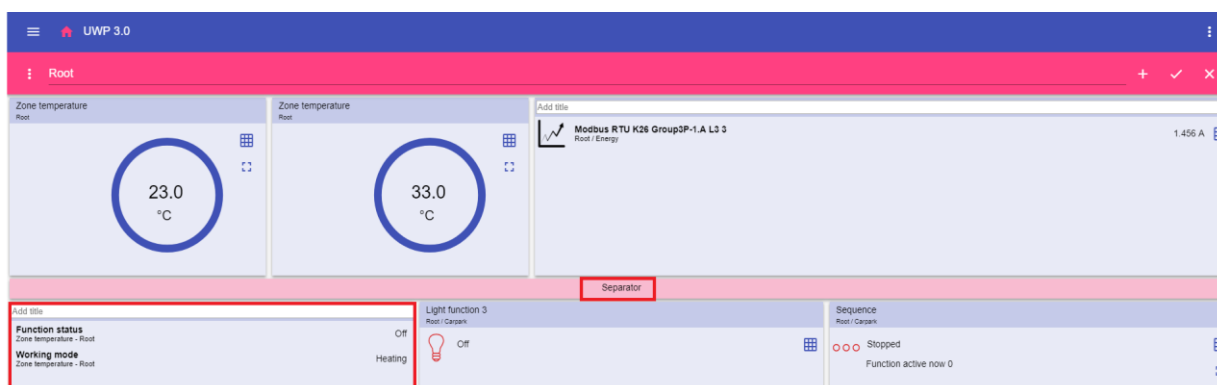 UWP 3.0
Root
Zone temperature
Root
23.0
°C
Zone temperature
Root
33.0
°C
Add title
Modbus RTU K26 Group3P-1.A L3 3
Root / Energy
1.456 A
Separator
Add title
Function status
Zone temperature - Root
Off
Working mode
Zone temperature - Root
Heating
Light function 3
Root / Carpark
Off
Sequence
Root / Carpark
Stopped
Function active now 0